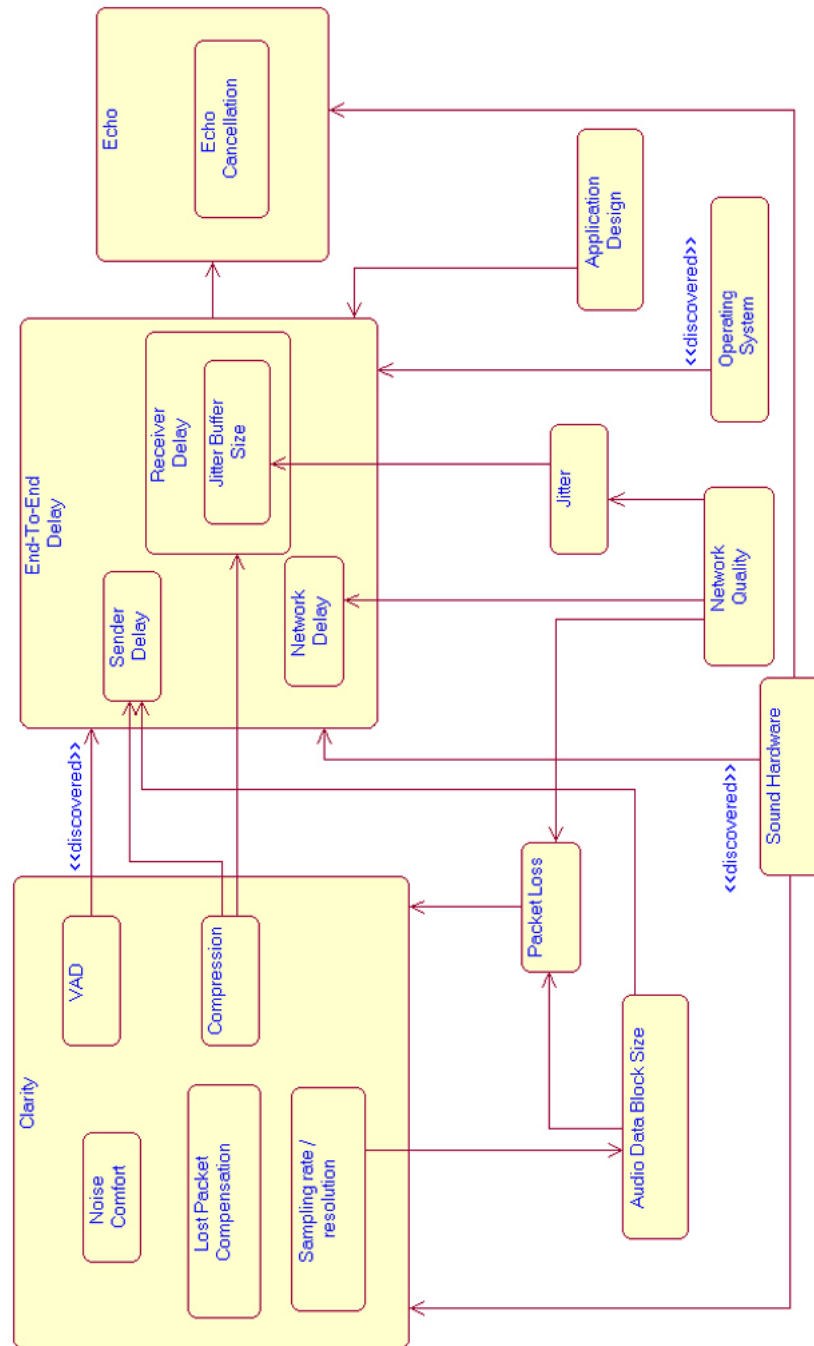 Clarity
Noise
Comfort
VAD
Lost Packet
Compensation
Compression
Sampling rate /
resolution
<<discovered>>
End-To-End
Delay
Sender
Delay
Receiver
Delay
Jitter Buffer
Size
Network
Delay
Echo
Echo
Cancellation
Packet Loss
Jitter
Application
Design
Audio Data Block Size
Network
Quality
<<discovered>>
Operating
System
<<discovered>>
Sound Hardware